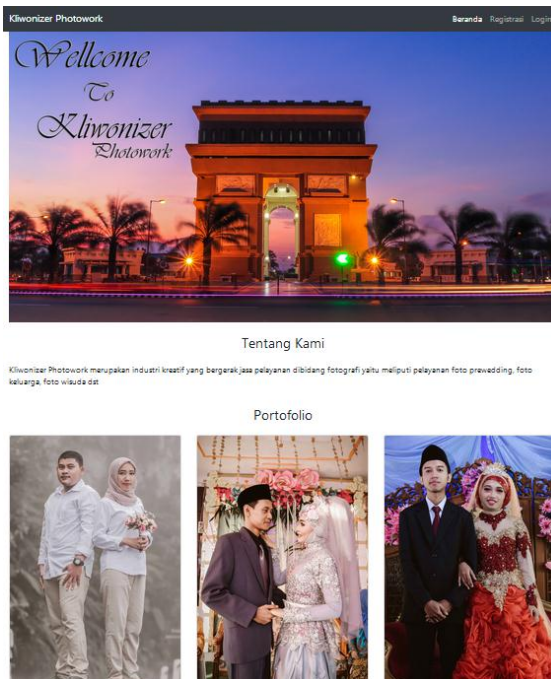 Kliwonizer Photowork
Beranda Registrasi Login
Wellcome
To
Kliwonizer
Photowork
Tentang Kami
Kliwonizer Photowork merupakan industri kreatif yang bergerak jasa pelayanan dibidang fotografi yaitu meliputi pelayanan foto prewedding, foto
keluarga, foto wisuda dst
Portofolio